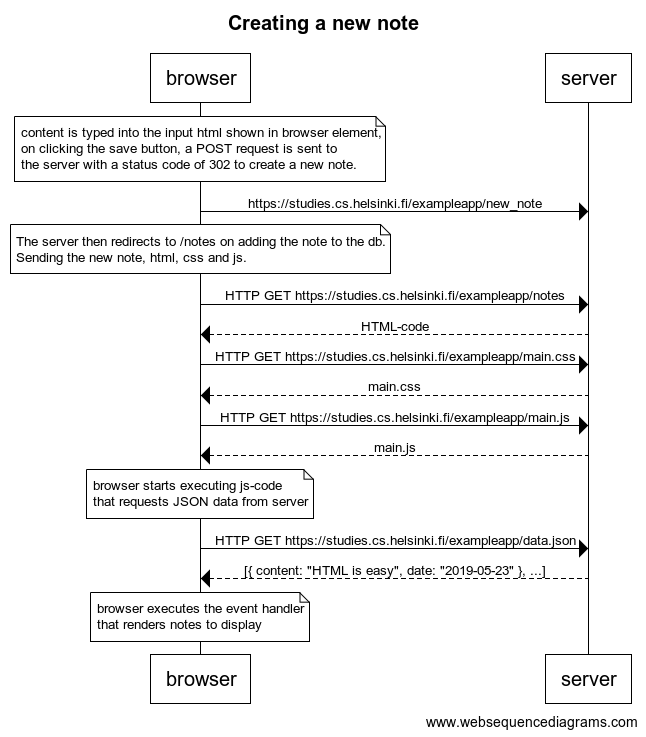 Creating a new note
browser
server
content is typed into the input html shown in browser element,
on clicking the save button, a POST request is sent to
the server with a status code of 302 to create a new note.
https://studies.cs.helsinki.fi/exampleapp/new_note
The server then redirects to /notes on adding the note to the db.
Sending the new note, html, css and js.
HTTP GET https://studies.cs.helsinki.fi/exampleapp/notes
HTML-code
HTTP GET https://studies.cs.helsinki.fi/exampleapp/main.css
main.css
HTTP GET https://studies.cs.helsinki.fi/exampleapp/main.js
main.js
browser starts executing js-code
that requests JSON data from server
HTTP GET https://studies.cs.helsinki.fi/exampleapp/data.json
[{ content: "HTML is easy", date: "2019-05-23" }, ...]
browser executes the event handler
that renders notes to display
browser
server
www.websequencediagrams.com